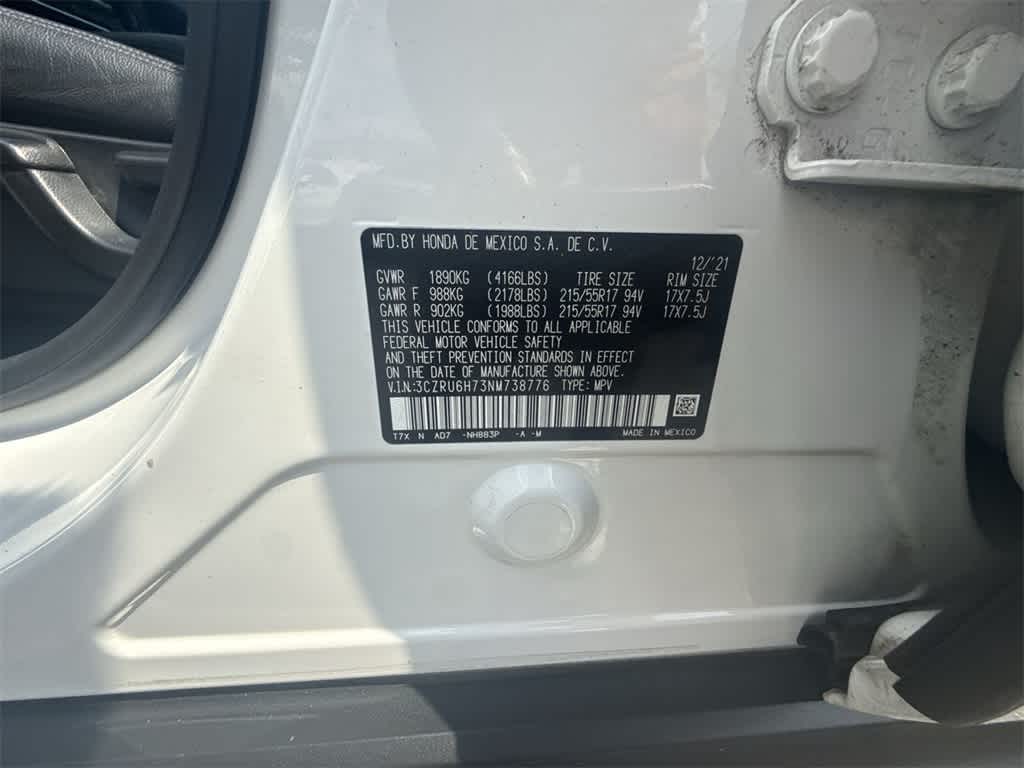 MFD.BY HONDA DE MEXICO S.A. DE C.V.
12/'21
GVWR 1890KG (4166LBS) TIRE SIZE RIM SIZE
GAWR F 988KG (2178LBS) 215/55R17 94V 17X7.5J
GAWR R 902KG (1988LBS) 215/55R17 94V 17X7.5J
THIS VEHICLE CONFORMS TO ALL APPLICABLE
FEDERAL MOTOR VEHICLE SAFETY
AND THEFT PREVENTION STANDARDS IN EFFECT
ON THE DATE OF MANUFACTURE SHOWN ABOVE.
V.I.N.:3CZRU6H73NM738776 TYPE: MPV
T7X N AD7 -NH883P -A -M MADE IN MEXICO